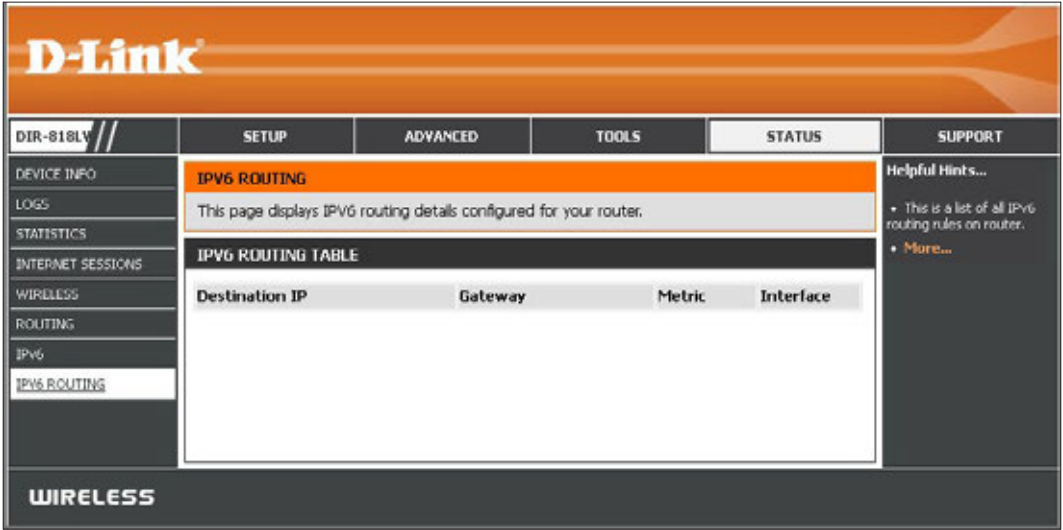 D-Link
DIR-818LW
SETUP
ADVANCED
TOOLS
STATUS
SUPPORT
DEVICE INFO
LOGS
STATISTICS
INTERNET SESSIONS
WIRELESS
ROUTING
IPv6
IPV6 ROUTING
IPV6 ROUTING
This page displays IPV6 routing details configured for your router.
IPV6 ROUTING TABLE
Destination IP Gateway Metric Interface
Helpful Hints...
• This is a list of all IPv6
routing rules on router.
• More...
WIRELESS